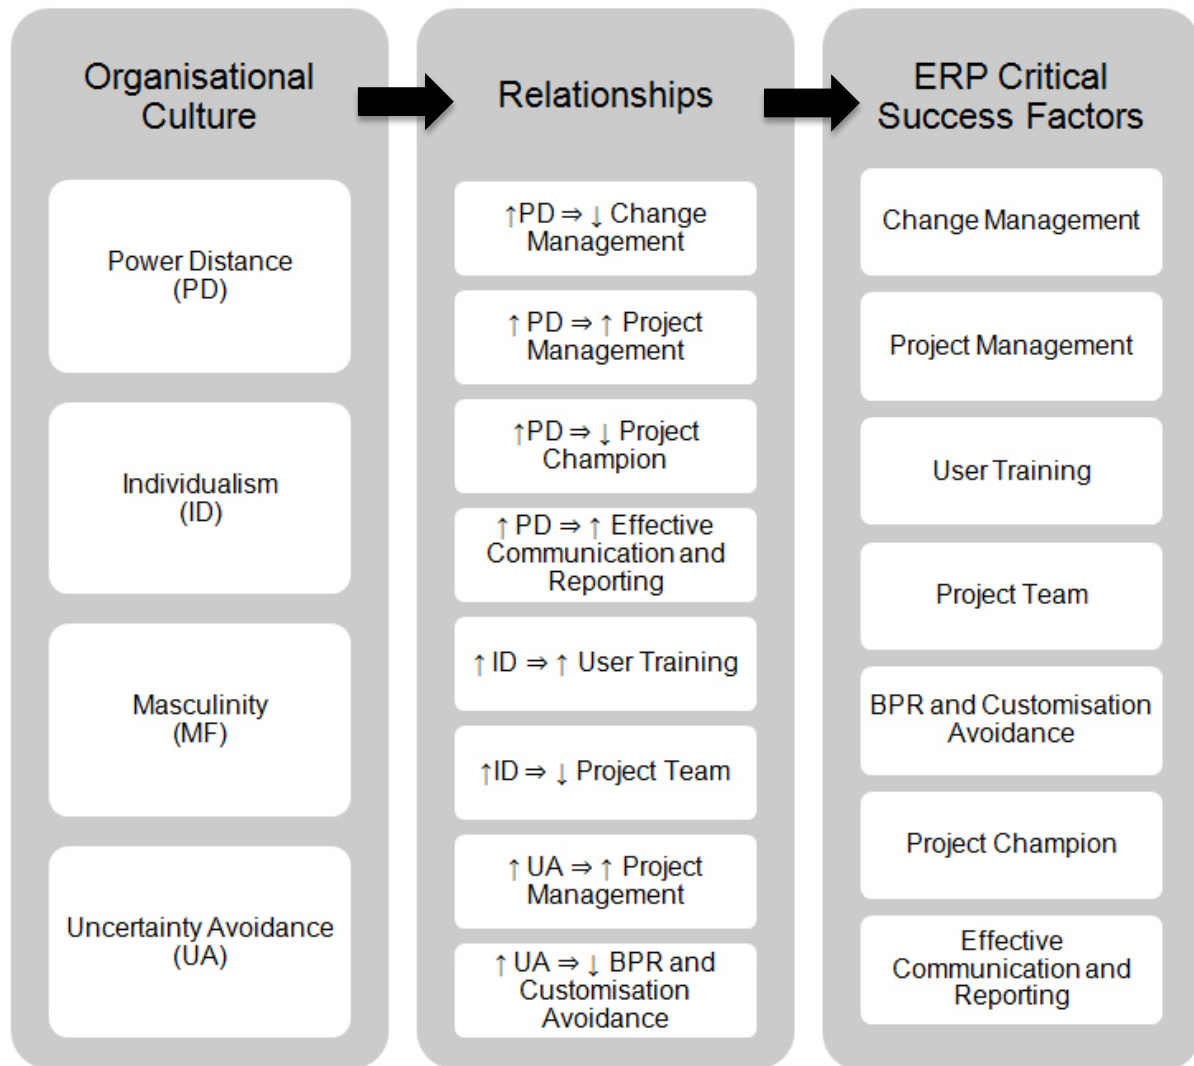 Organisational
Culture
Power Distance
(PD)
Individualism
(ID)
Masculinity
(MF)
Uncertainty Avoidance
(UA)
Relationships
↑PD ⇒ ↓ Change
Management
↑ PD ⇒ ↑ Project
Management
↑PD ⇒ ↓ Project
Champion
↑ PD ⇒ ↑ Effective
Communication and
Reporting
↑ ID ⇒ ↑ User Training
↑ID ⇒ ↓ Project Team
↑ UA ⇒ ↑ Project
Management
↑ UA ⇒ ↓ BPR and
Customisation
Avoidance
ERP Critical
Success Factors
Change Management
Project Management
User Training
Project Team
BPR and Customisation
Avoidance
Project Champion
Effective
Communication and
Reporting